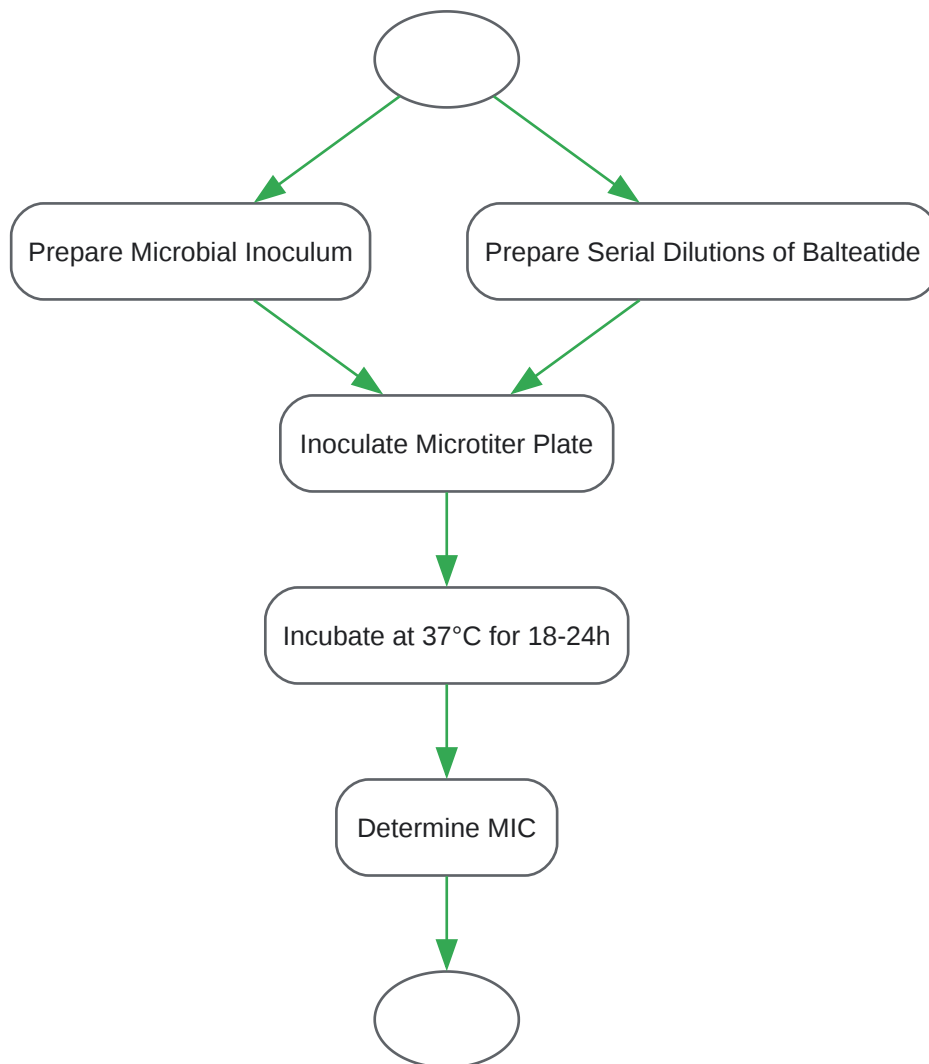 Prepare Microbial Inoculum
Prepare Serial Dilutions of Balteatide
Inoculate Microtiter Plate
Incubate at 37°C for 18-24h
Determine MIC